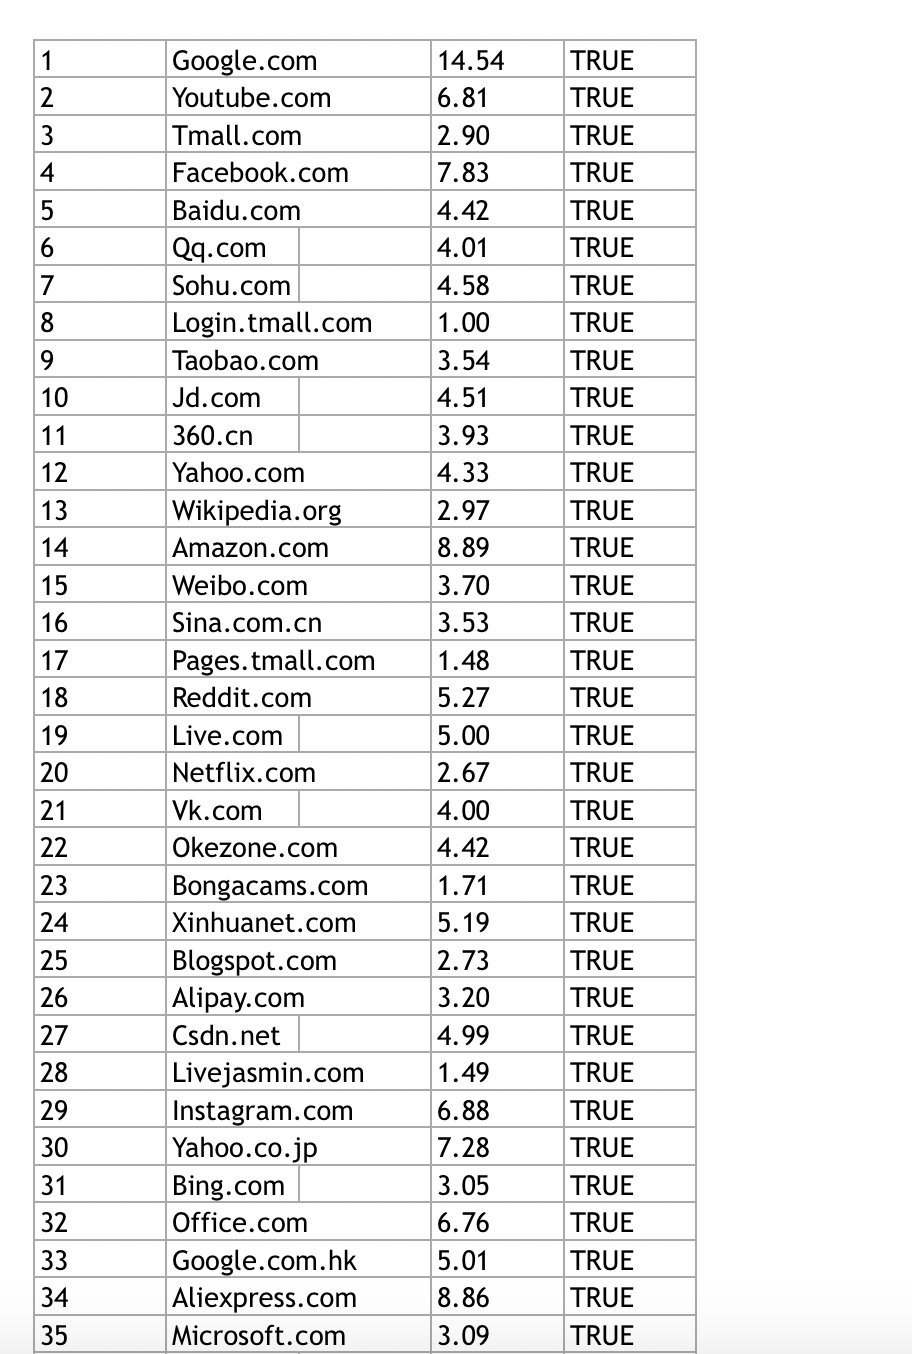 1 Google.com 14.54 TRUE
2 Youtube.com 6.81 TRUE
3 Tmall.com 2.90 TRUE
4 Facebook.com 7.83 TRUE
5 Baidu.com 4.42 TRUE
6 Qq.com 4.01 TRUE
7 Sohu.com 4.58 TRUE
8 Login.tmall.com 1.00 TRUE
9 Taobao.com 3.54 TRUE
10 Jd.com 4.51 TRUE
11 360.cn 3.93 TRUE
12 Yahoo.com 4.33 TRUE
13 Wikipedia.org 2.97 TRUE
14 Amazon.com 8.89 TRUE
15 Weibo.com 3.70 TRUE
16 Sina.com.cn 3.53 TRUE
17 Pages.tmall.com 1.48 TRUE
18 Reddit.com 5.27 TRUE
19 Live.com 5.00 TRUE
20 Netflix.com 2.67 TRUE
21 Vk.com 4.00 TRUE
22 Okezone.com 4.42 TRUE
23 Bongacams.com 1.71 TRUE
24 Xinhuanet.com 5.19 TRUE
25 Blogspot.com 2.73 TRUE
26 Alipay.com 3.20 TRUE
27 Csdn.net 4.99 TRUE
28 Livejasmin.com 1.49 TRUE
29 Instagram.com 6.88 TRUE
30 Yahoo.co.jp 7.28 TRUE
31 Bing.com 3.05 TRUE
32 Office.com 6.76 TRUE
33 Google.com.hk 5.01 TRUE
34 Aliexpress.com 8.86 TRUE
35 Microsoft.com 3.09 TRUE